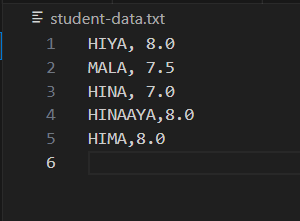 student-data.txt
1 HIYA, 8.0
2 MALA, 7.5
3 HINA, 7.0
4 HINAAYA,8.0
5 HIMA,8.0
6